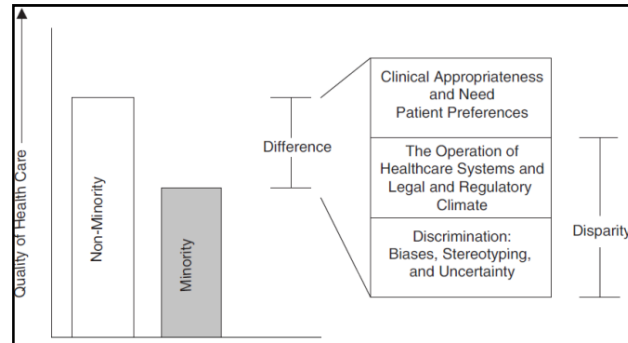 Quality of Health Care
Non-Minority
Minority
Difference
Clinical Appropriateness
and Need
Patient Preferences
The Operation of
Healthcare Systems and
Legal and Regulatory
Climate
Discrimination:
Biases, Stereotyping,
and Uncertainty
Disparity